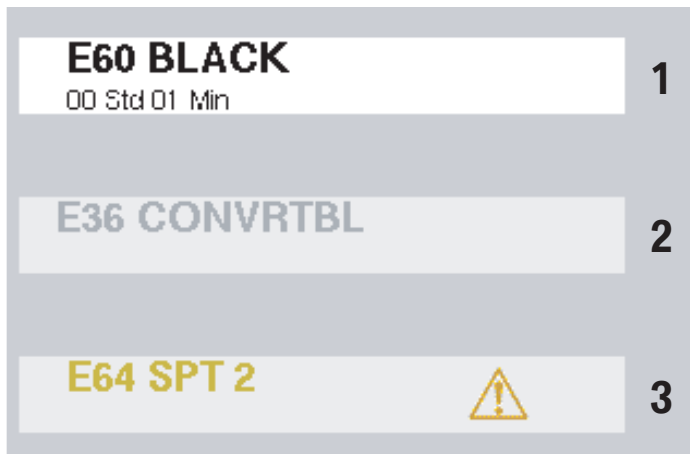 E60 BLACK
00 Std 01 Min
1
E36 CONVRTBL
2
E64 SPT 2
3